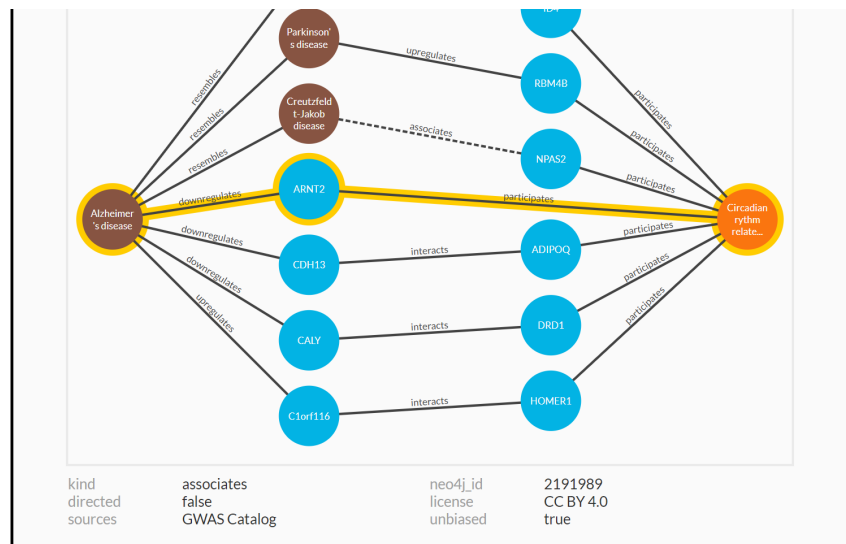 Parkinson'
s disease
upregulates
RBM4B
resembles
resembles
resembles
participates
participates
participates
Creutzfeld
t-Jakob
disease
associates
NPAS2
Alzheimer
's disease
downregulates
ARNT2
participates
Circadian
rythm
relate...
downregulates
CDH13
interacts
ADIPOQ
participates
downregulates
CALY
interacts
DRD1
participates
upregulates
C1orf116
interacts
HOMER1
participates
kind associates neo4j_id 2191989
directed false license CC BY 4.0
sources GWAS Catalog unbiased true